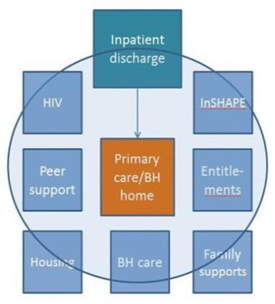 Inpatient
discharge
HIV
InSHAPE
Peer
support
Primary
care/BH
home
Entitle-
ments
Housing
BH care
Family
supports